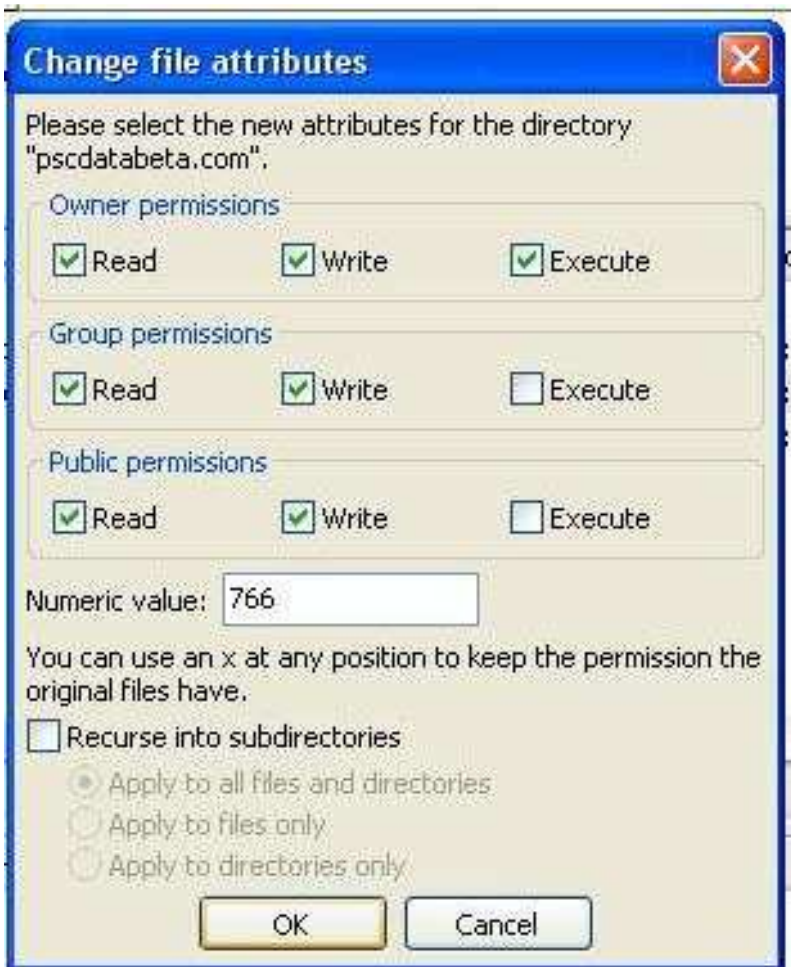 Change file attributes
Please select the new attributes for the directory
"pscdatabeta.com".
Owner permissions
Read Write Execute
Group permissions
Read Write Execute
Public permissions
Read Write Execute
Numeric value: 766
You can use an x at any position to keep the permission the
original files have.
Recurse into subdirectories
Apply to all files and directories
Apply to files only
Apply to directories only
OK Cancel